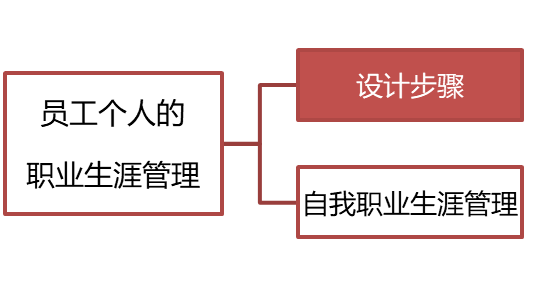 员工个人的
职业生涯管理
设计步骤
自我职业生涯管理